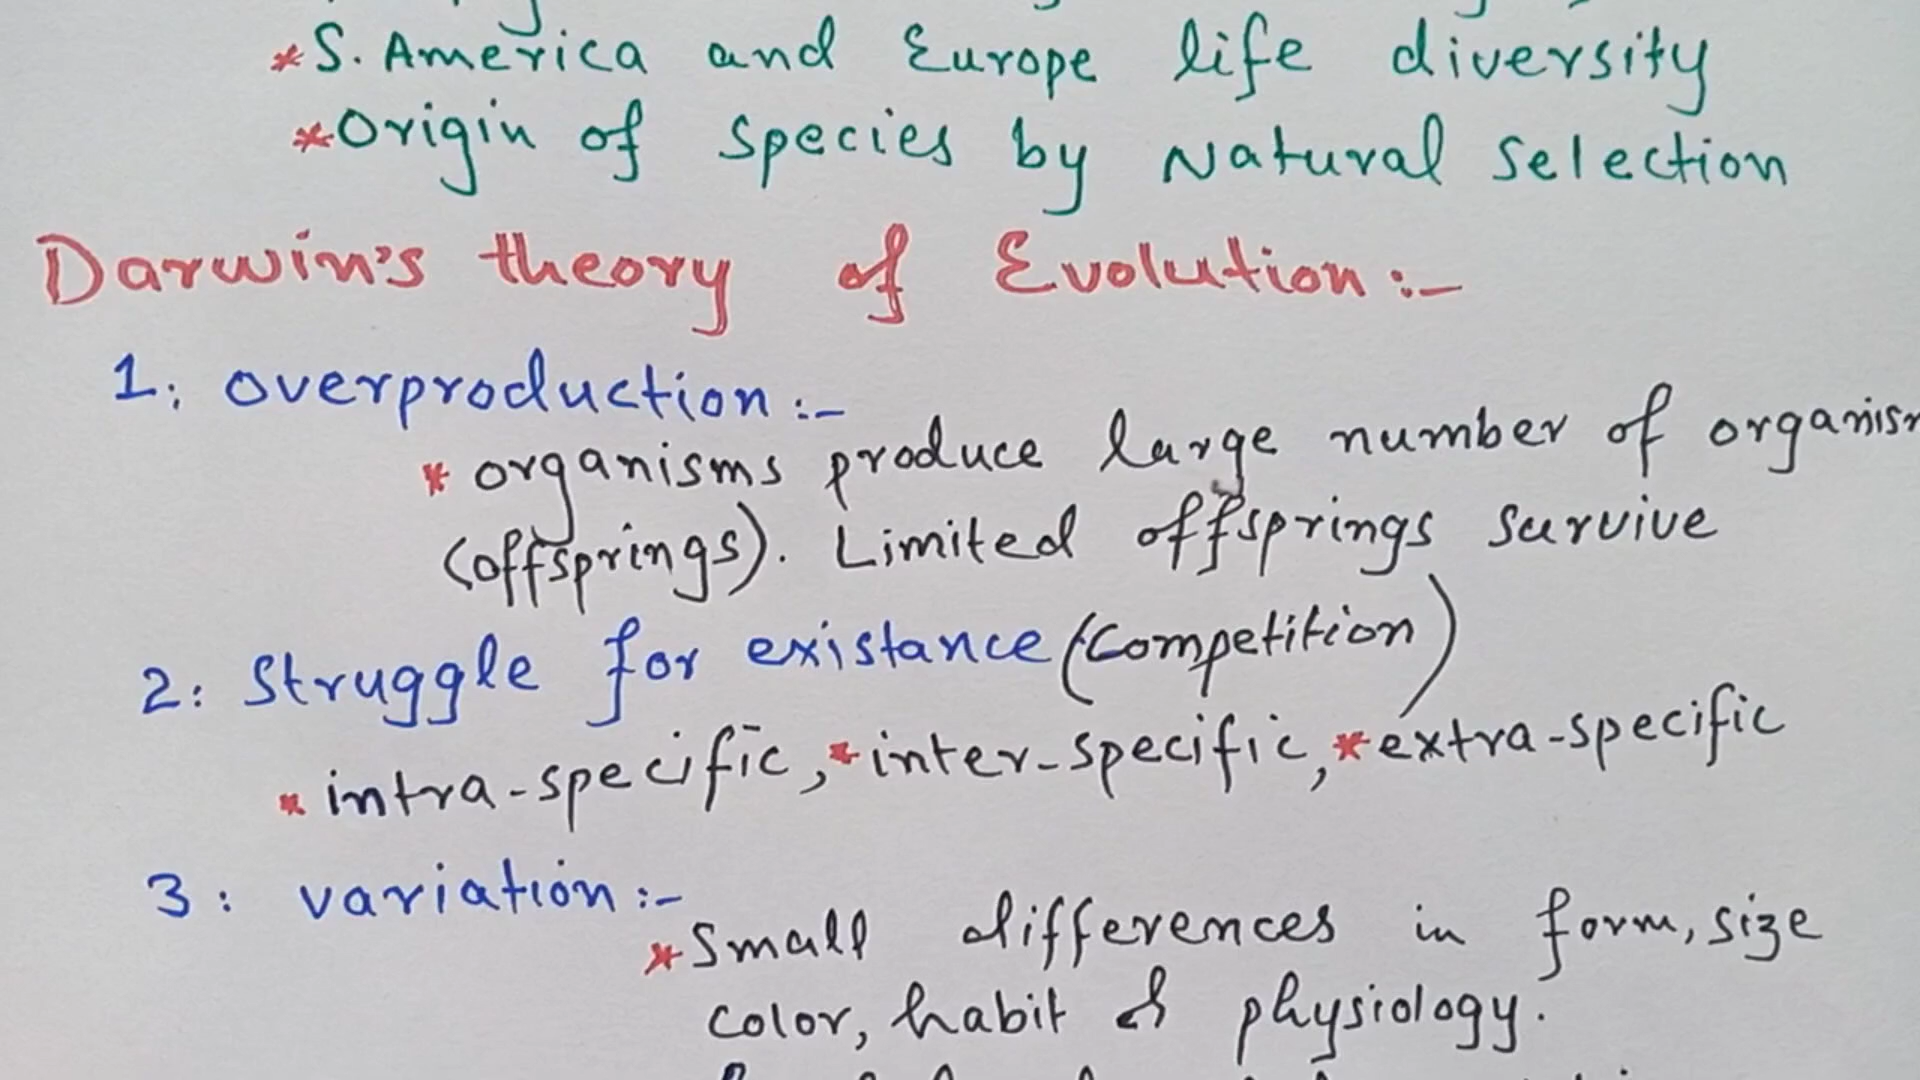 *S. America and Europe life diversity
*Origin of species by Natural selection
Darwin's theory of Evolution:-
1: overproduction:-
* organisms produce large number of organism
(offsprings). Limited offsprings survive
2: Struggle for existance (Competition)
* intra-specific, *inter-specific, *extra-specific
3: variation:-
*Small differences in form, size
color, habit & physiology.